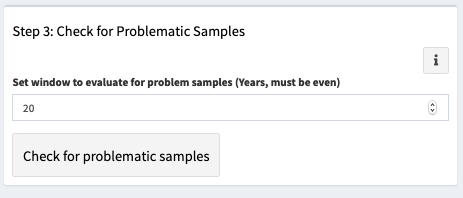 Step 3: Check for Problematic Samples
i
Set window to evaluate for problem samples (Years, must be even)
20
Check for problematic samples